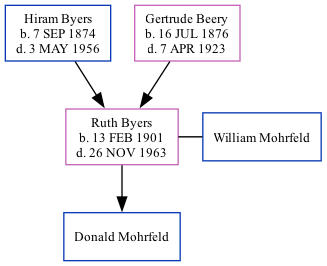 Hiram Byers
b. 7 SEP 1874
d. 3 MAY 1956
Gertrude Beery
b. 16 JUL 1876
d. 7 APR 1923
Ruth Byers
b. 13 FEB 1901
d. 26 NOV 1963
William Mohrfeld
Donald Mohrfeld